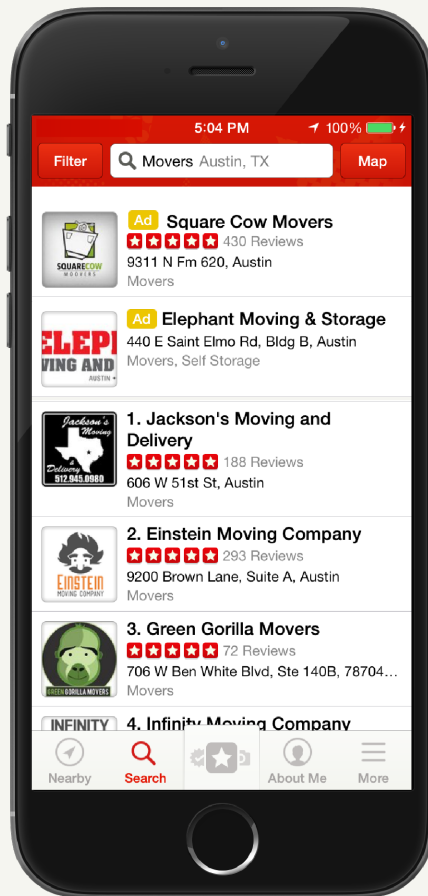 5:04 PM 100%
Filter Movers Austin, TX Map
Ad Square Cow Movers
430 Reviews
9311 N Fm 620, Austin
Movers
SQUARECOW
MOOVERS
Ad Elephant Moving & Storage
440 E Saint Elmo Rd, Bldg B, Austin
Movers, Self Storage
ELEPI
VING AND
AUSTIN
1. Jackson's Moving and
Delivery
188 Reviews
606 W 51st St, Austin
Movers
Jackson's
Moving
&
Delivery
512.945.0980
2. Einstein Moving Company
293 Reviews
9200 Brown Lane, Suite A, Austin
Movers
EINSTEIN
MOVING COMPANY
3. Green Gorilla Movers
72 Reviews
706 W Ben White Blvd, Ste 140B, 78704...
Movers
GREEN GORILLA MOVERS
INFINITY
4. Infinity Moving Company
Nearby Search About Me More